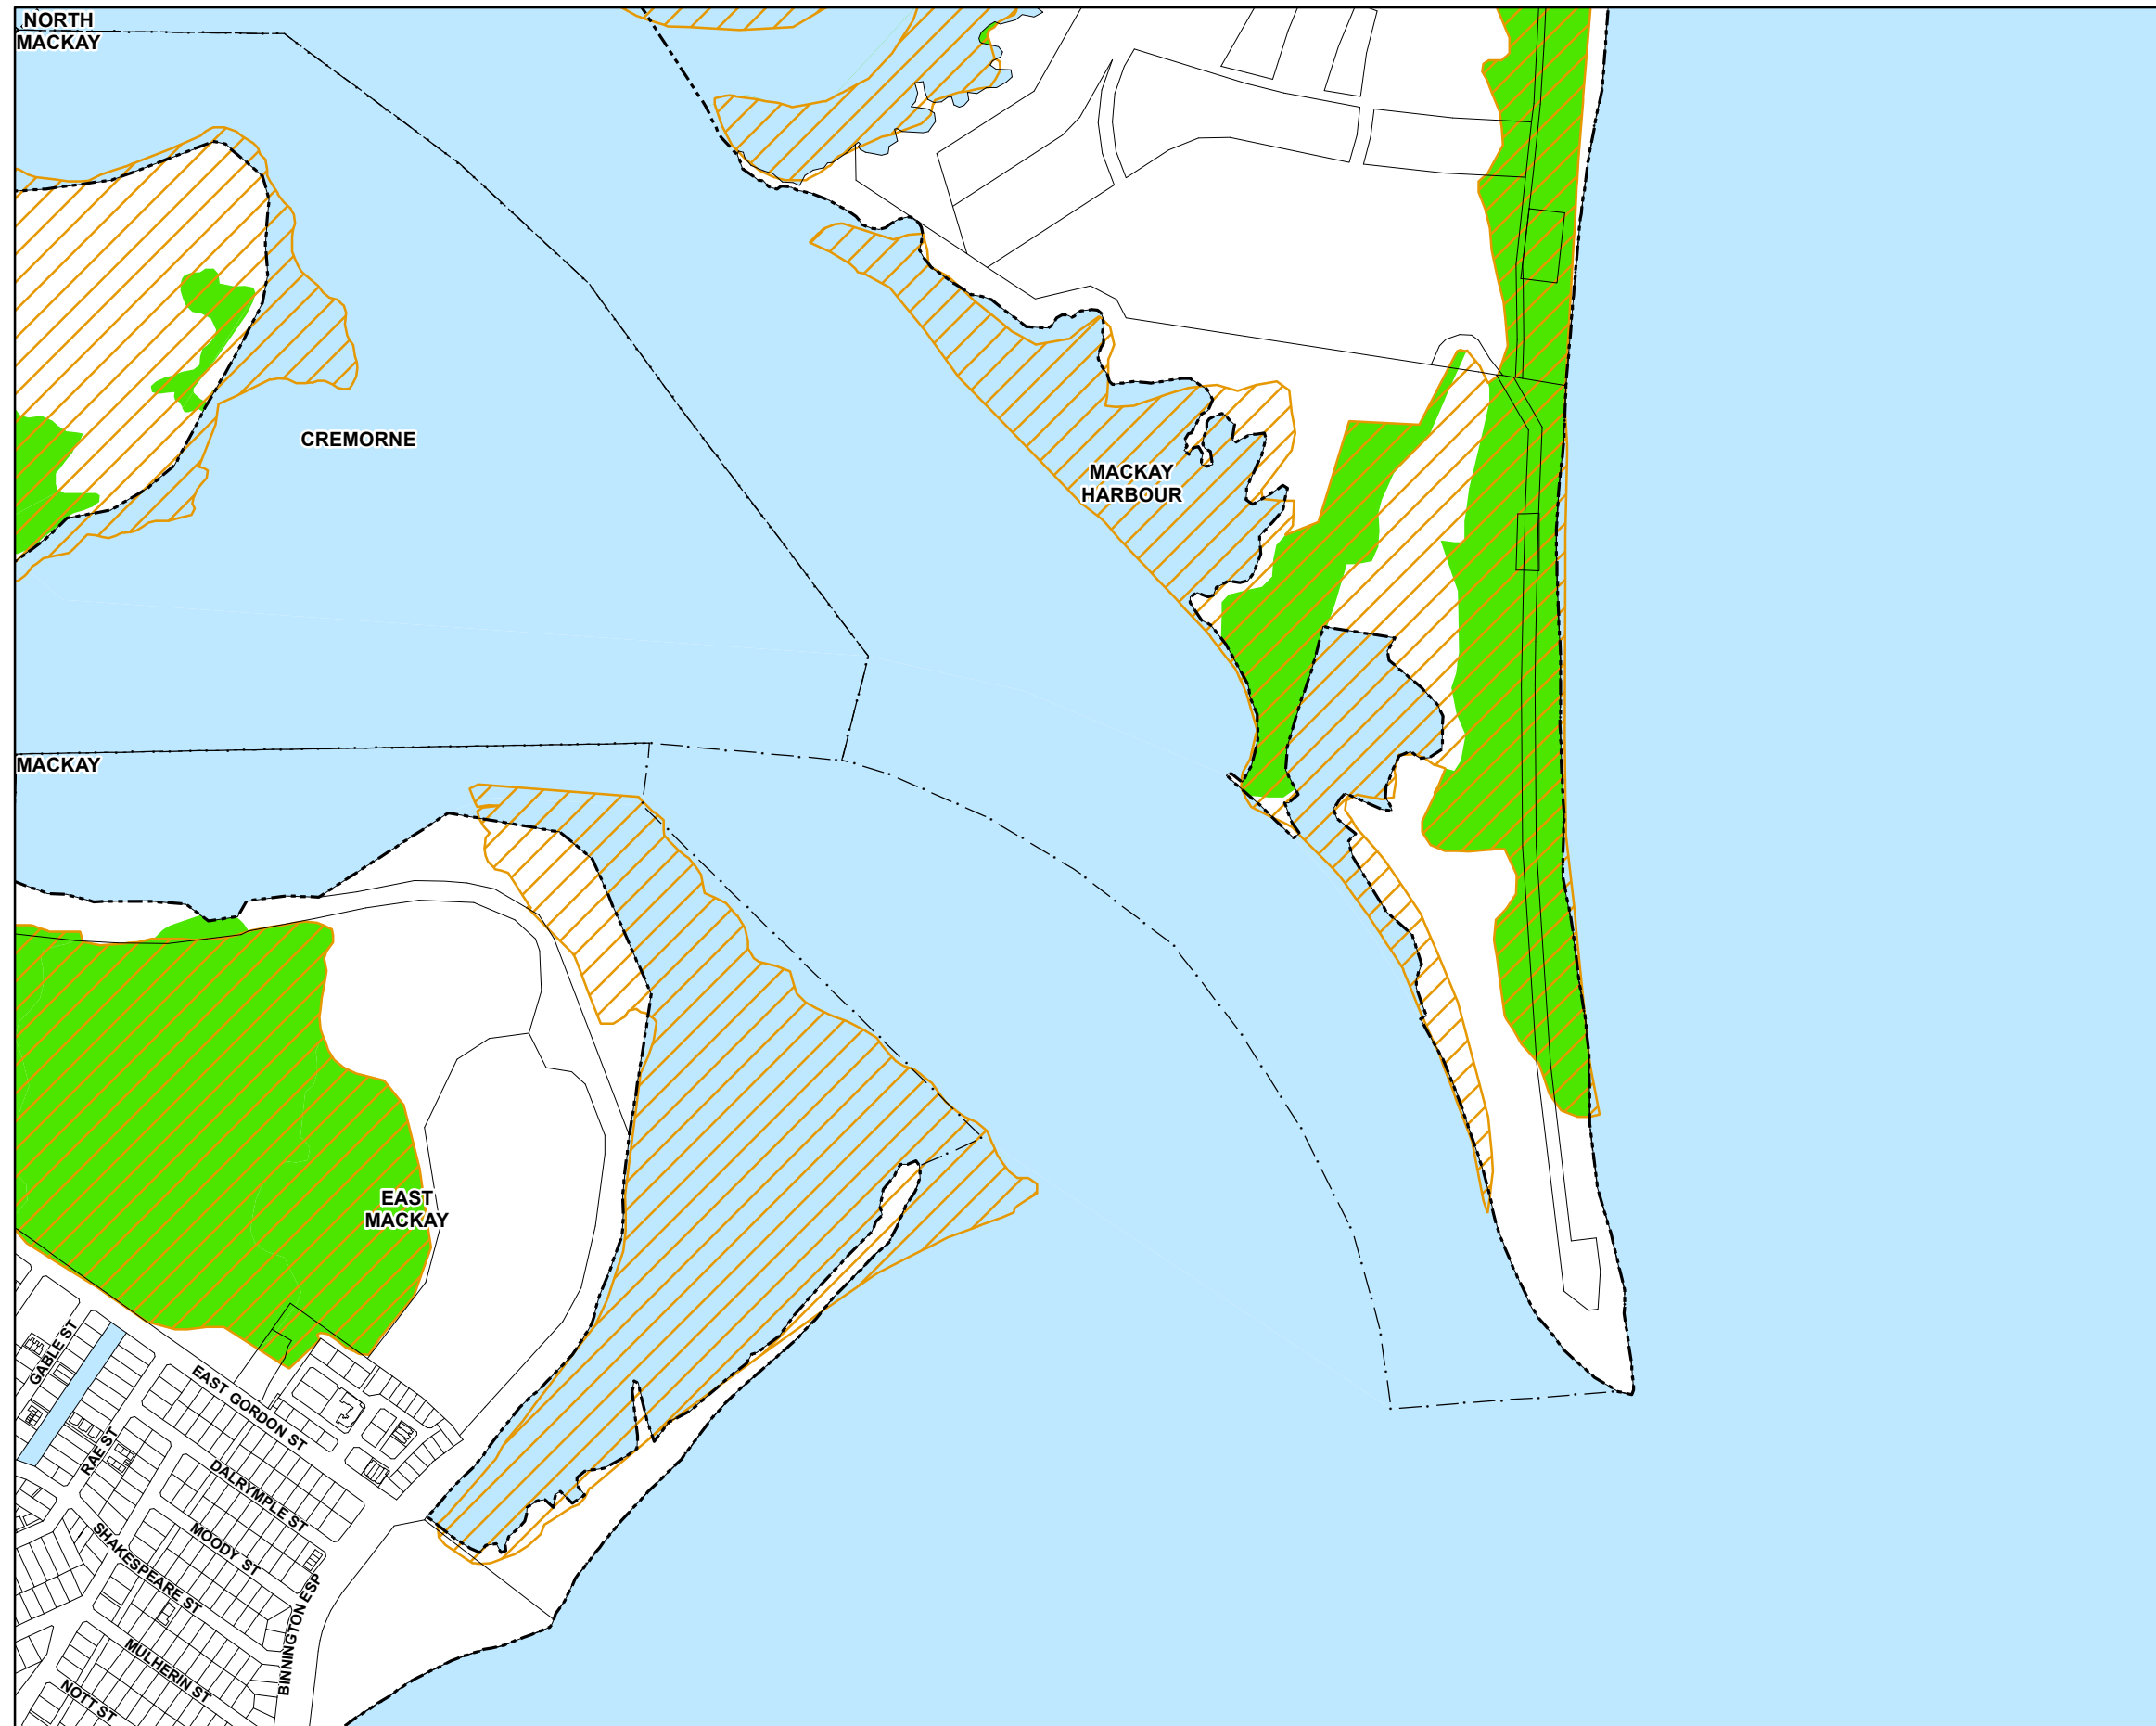 NORTH
MACKAY
CREMORNE
MACKAY
HARBOUR
MACKAY
EAST
MACKAY
GABLE ST
EAST GORDON ST
RAE ST
DALRYMPLE ST
MOODY ST
SHAKESPEARE ST
BINNINGTON ESP
MULHERIN ST
NOTT ST